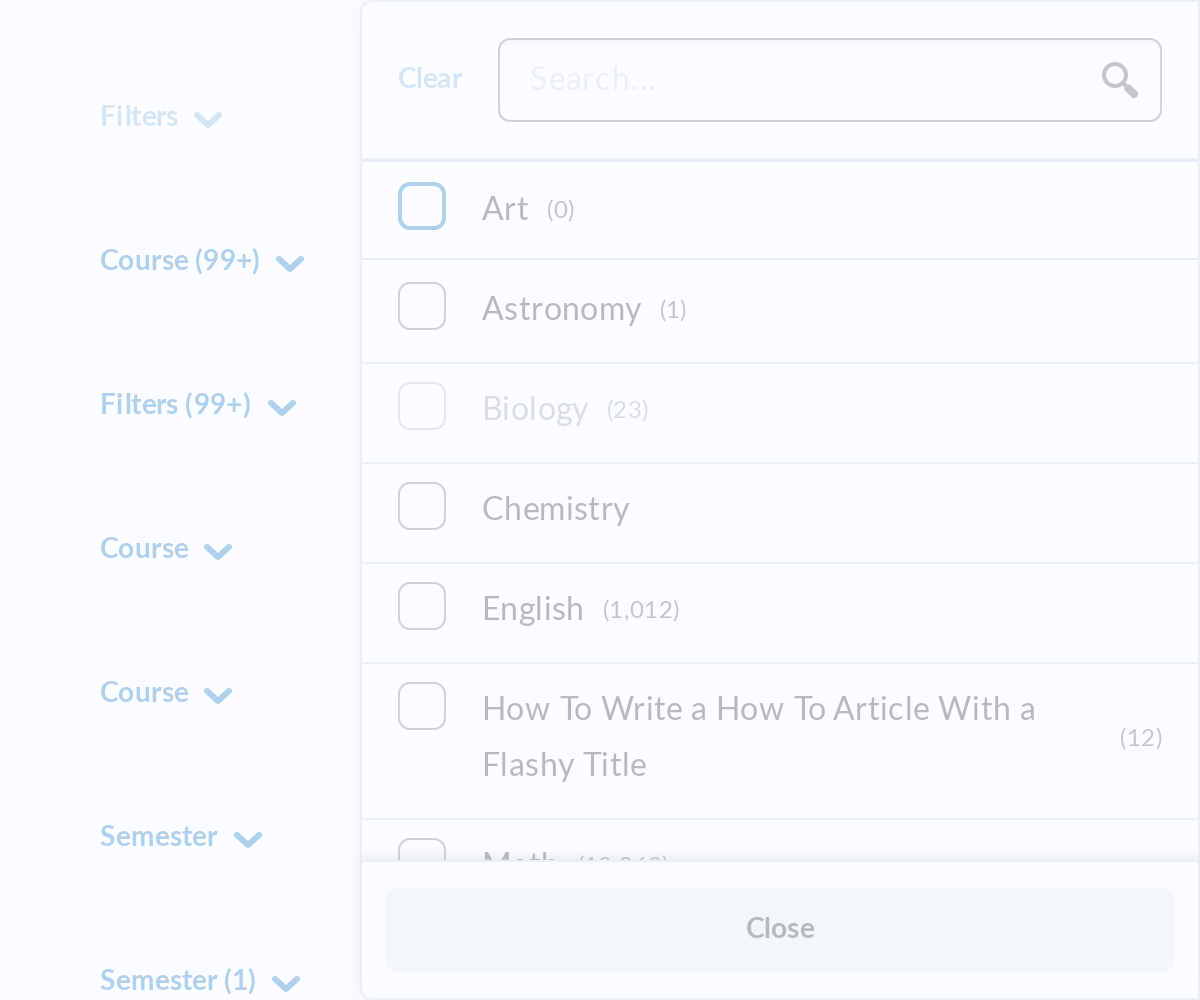 Filters
Course (99+)
Filters (99+)
Course
Course
Semester
Semester (1)
Clear
Search...
Art (0)
Astronomy (1)
Biology (23)
Chemistry
English (1,012)
How To Write a How To Article With a
Flashy Title
(12)
Math
Close